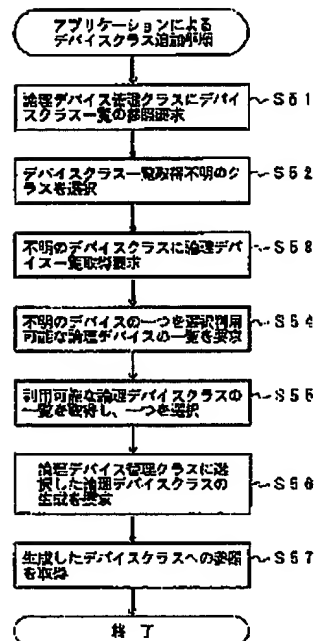 アプリケーションによる
デバイスクラス追加手順
論理デバイス管理クラスにデバイ
スクラス一覧の参照要求
S51
デバイスクラス一覧取得不明のク
ラスを選択
S52
不明のデバイスクラスに論理デバ
イス一覧取得要求
S53
不明のデバイスの一つを選択利用
可能な論理デバイスの一覧を要求
S54
利用可能な論理デバイスクラスの
一覧を取得し、一つを選択
S55
論理デバイス管理クラスに選
択した論理デバイスクラスの
生成を要求
S56
生成したデバイスクラスへの参照
を取得
S57
終了